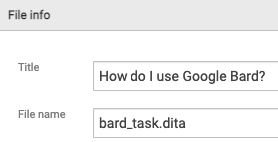 File info
Title
How do I use Google Bard?
File name
bard_task.dita